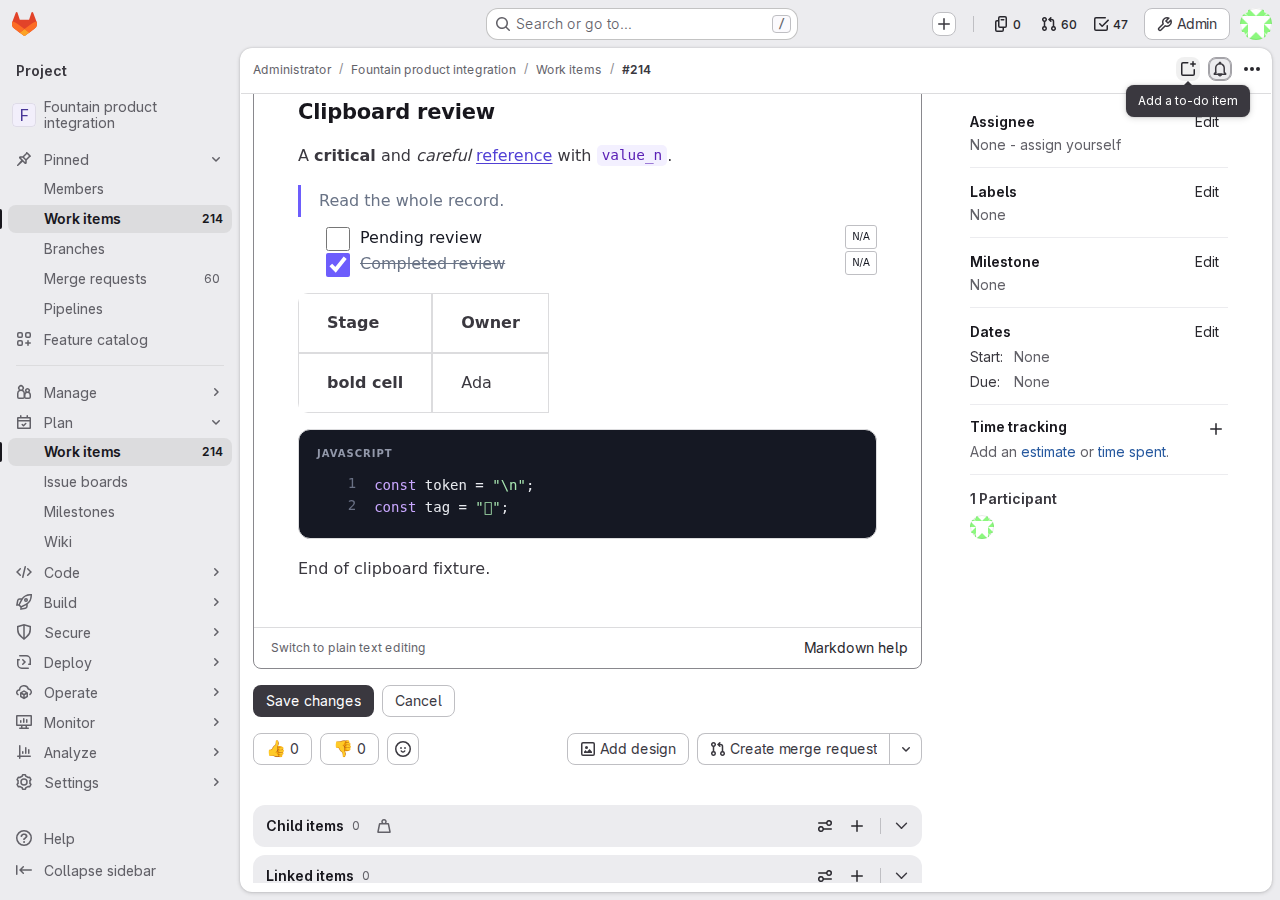 Search or go to...
/
0
60
47
Admin
Project
F
Fountain product integration
Pinned
Members
Work items
214
Branches
Merge requests
60
Pipelines
Feature catalog
Manage
Plan
Work items
214
Issue boards
Milestones
Wiki
Code
Build
Secure
Deploy
Operate
Monitor
Analyze
Settings
Help
Collapse sidebar
Administrator / Fountain product integration / Work items / #214
Add a to-do item
Clipboard review
A critical and careful reference with value_n.
Read the whole record.
Pending review
N/A
Completed review
N/A
Stage Owner
bold cell Ada
JAVASCRIPT
1 const token = "\n";
2 const tag = "";
End of clipboard fixture.
Switch to plain text editing
Markdown help
Save changes
Cancel
👍 0
👎 0
Add design
Create merge request
Child items 0
Linked items 0
Assignee
Edit
None - assign yourself
Labels
Edit
None
Milestone
Edit
None
Dates
Edit
Start: None
Due: None
Time tracking
Add an estimate or time spent.
1 Participant